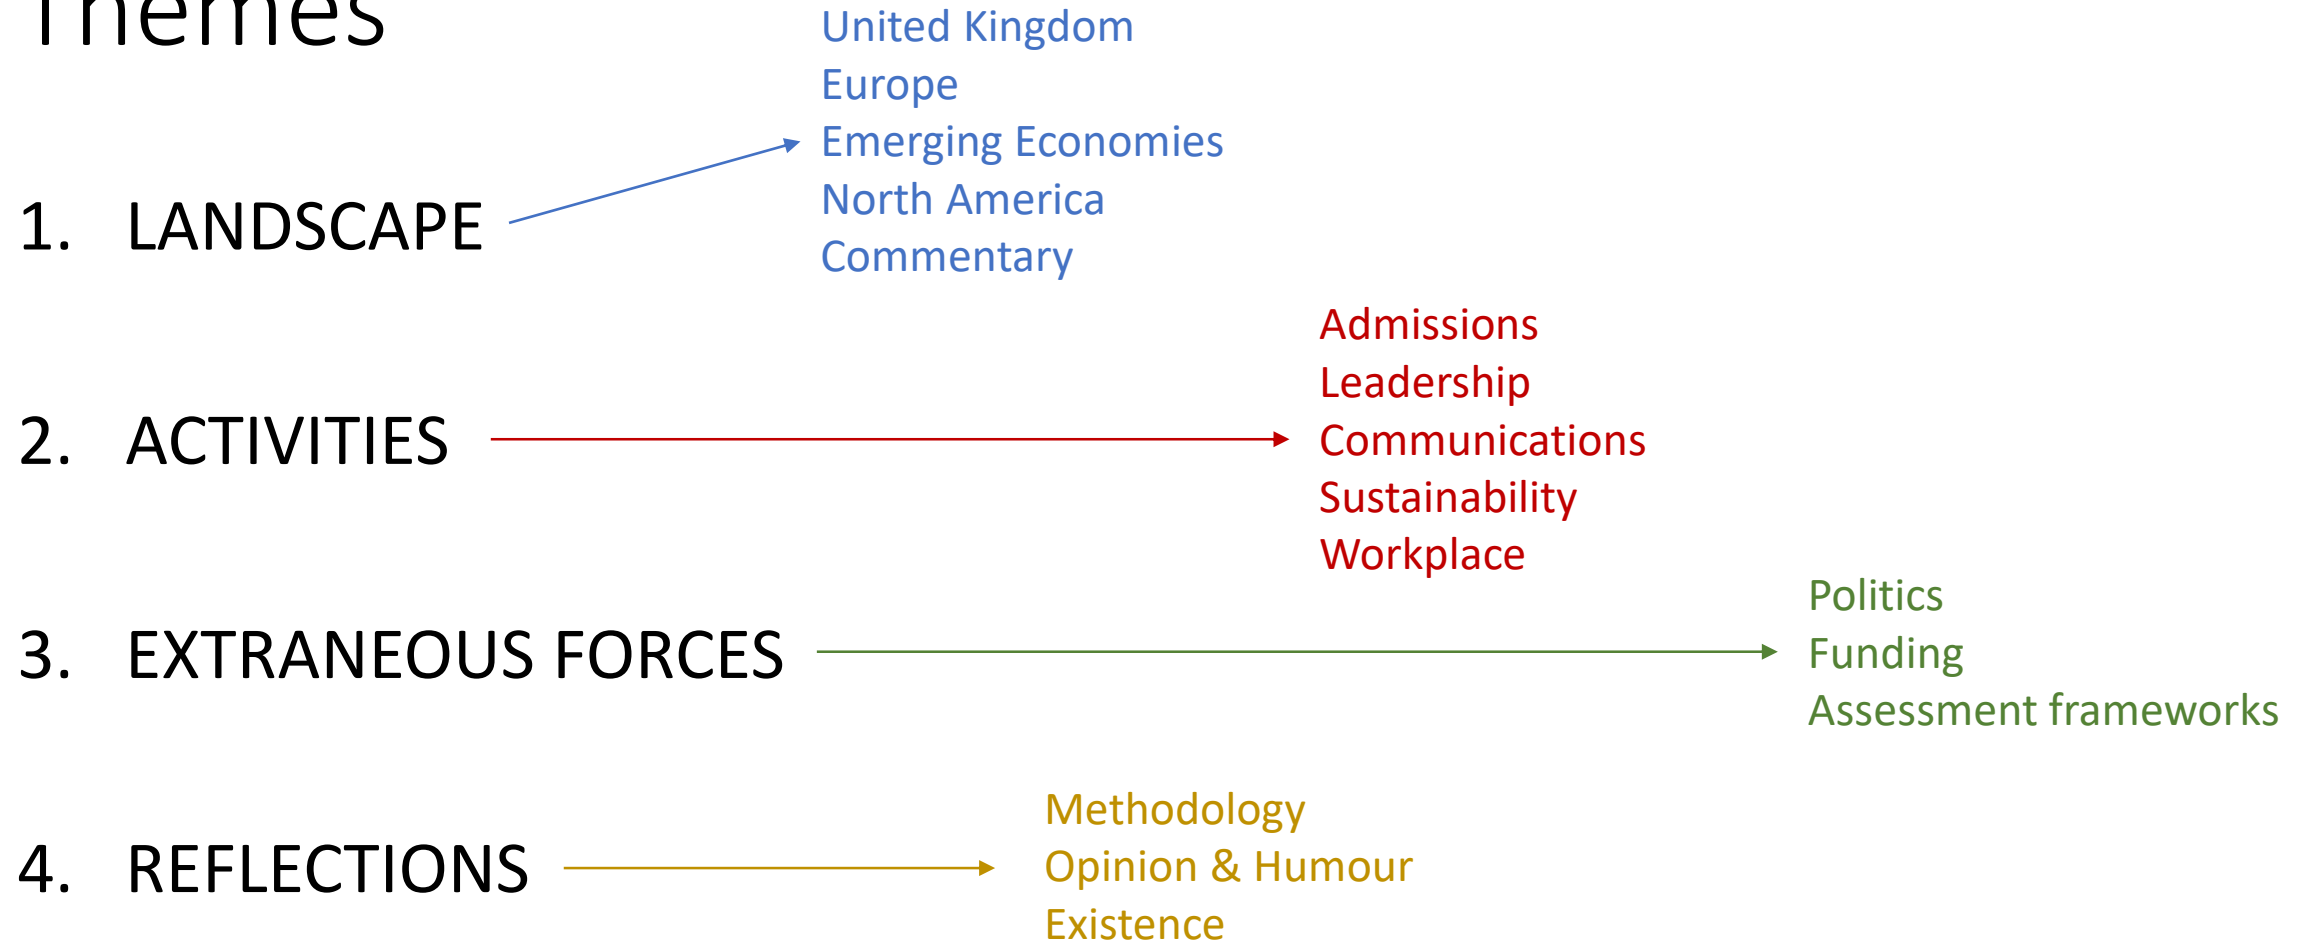 Themes
United Kingdom
Europe
Emerging Economies
North America
Commentary
1. LANDSCAPE
Admissions
Leadership
Communications
Sustainability
Workplace
2. ACTIVITIES
Politics
Funding
Assessment frameworks
3. EXTRANEOUS FORCES
Methodology
Opinion & Humour
Existence
4. REFLECTIONS